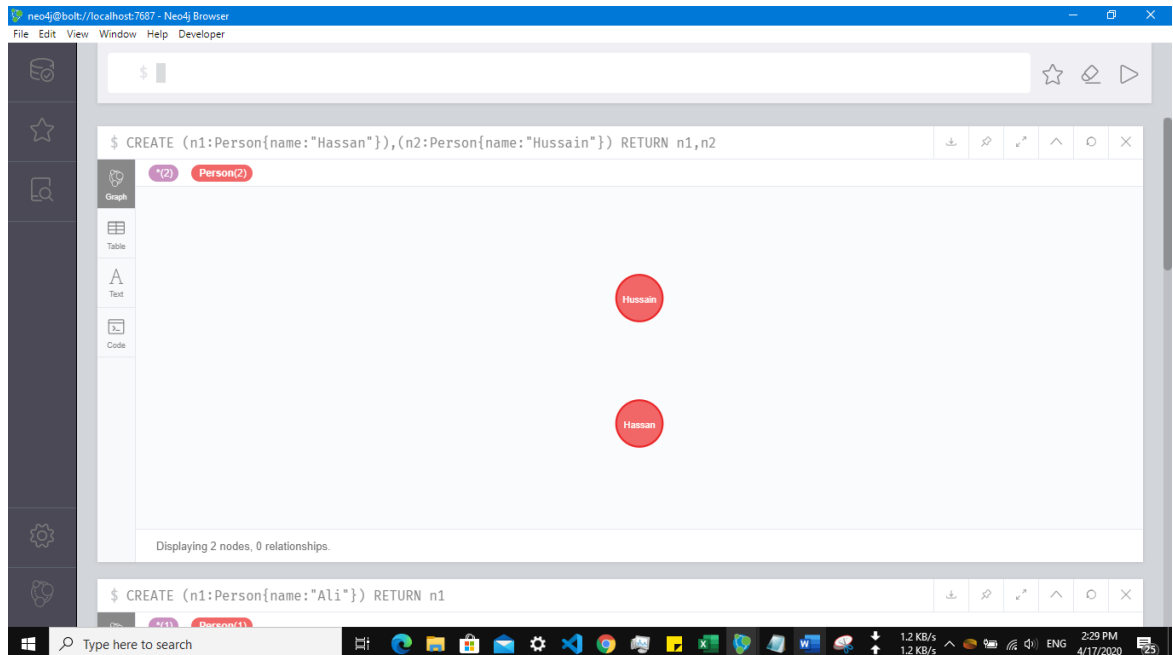 neo4j@bolt://localhost:7687 - Neo4j Browser
File Edit View Window Help Developer
$
$ CREATE (n1:Person{name:"Hassan"}),(n2:Person{name:"Hussain"}) RETURN n1,n2
*(2) Person(2)
Graph
Table
Text
Code
Hussain
Hassan
Displaying 2 nodes, 0 relationships.
$ CREATE (n1:Person{name:"Ali"}) RETURN n1
*(1) Person(1)
Type here to search
1.2 KB/s
1.2 KB/s
ENG
2:29 PM
4/17/2020
25